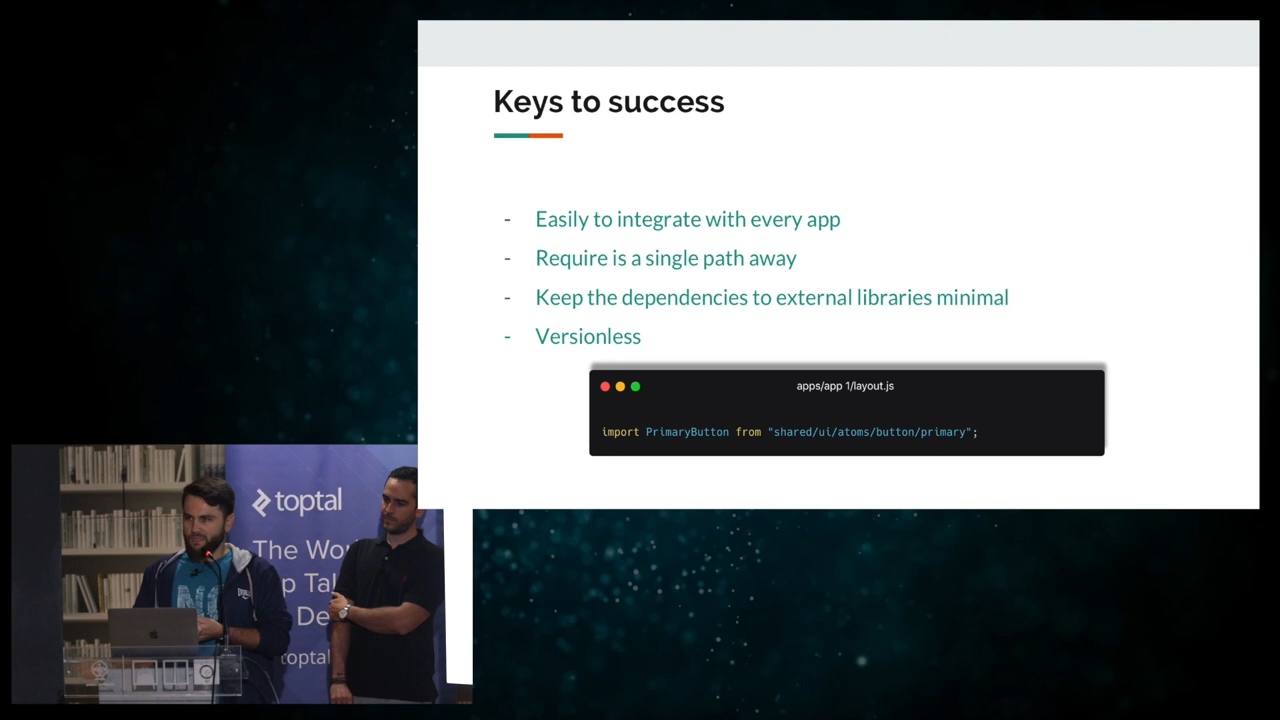 Keys to success
- Easily to integrate with every app
- Require is a single path away
- Keep the dependencies to external libraries minimal
- Versionless
apps/app 1/layout.js
import PrimaryButton from "shared/ui/atoms/button/primary";
toptal
The Wo
p Tal
De
toptal